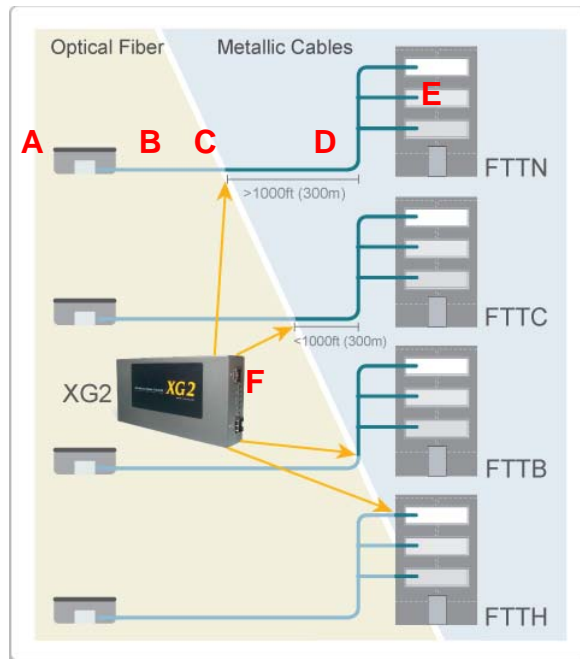 Optical Fiber
Metallic Cables
A
B
C
D
E
FTTN
>1000ft (300m)
FTTC
<1000ft (300m)
XG2
XG2
F
FTTB
FTTH